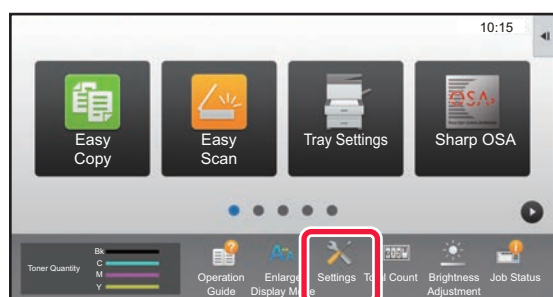 10:15
Easy
Copy
Easy
Scan
Tray Settings
Sharp OSA
Toner Quantity
Bk
C
M
Y
Operation
Guide
Enlarge
Display Mode
Settings
Total Count
Brightness
Adjustment
Job Status